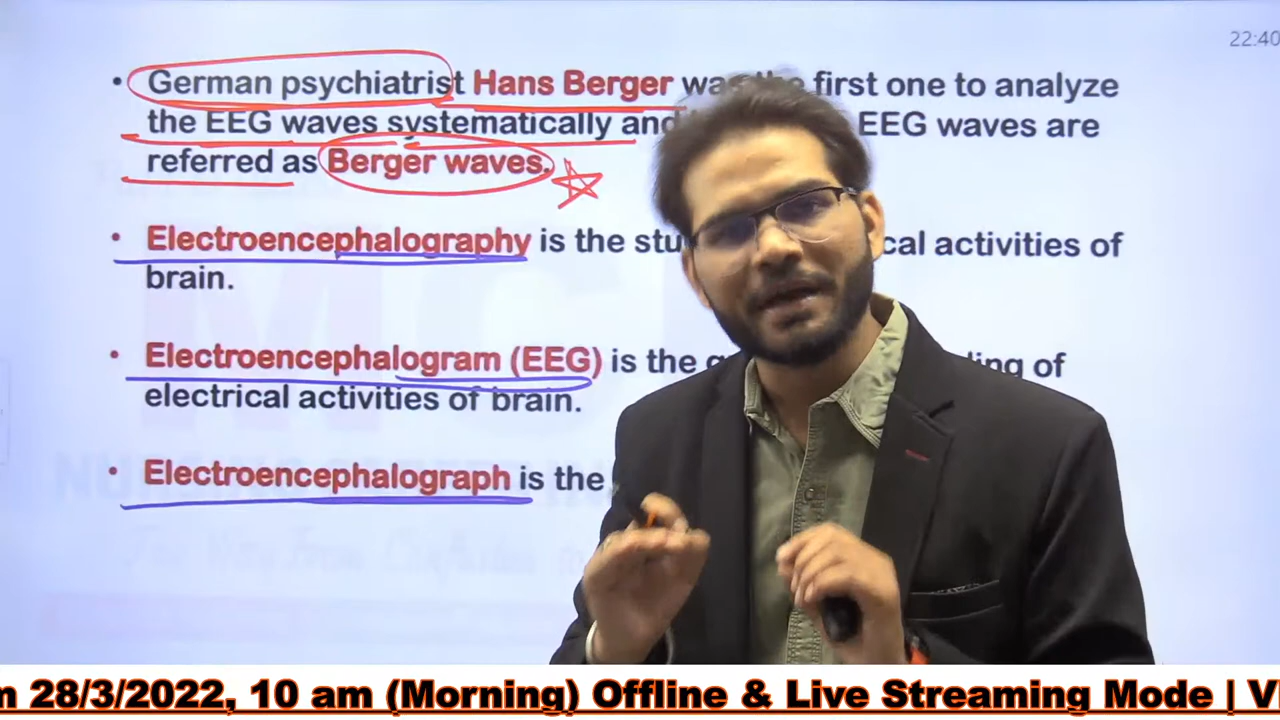 22:40
• German psychiatrist Hans Berger was the first one to analyze
the EEG waves systematically and EEG waves are
referred as Berger waves.
• Electroencephalography is the stu cal activities of
brain.
• Electroencephalogram (EEG) is the ing of
electrical activities of brain.
• Electroencephalograph is the
28/3/2022, 10 am (Morning) Offline & Live Streaming Mode |